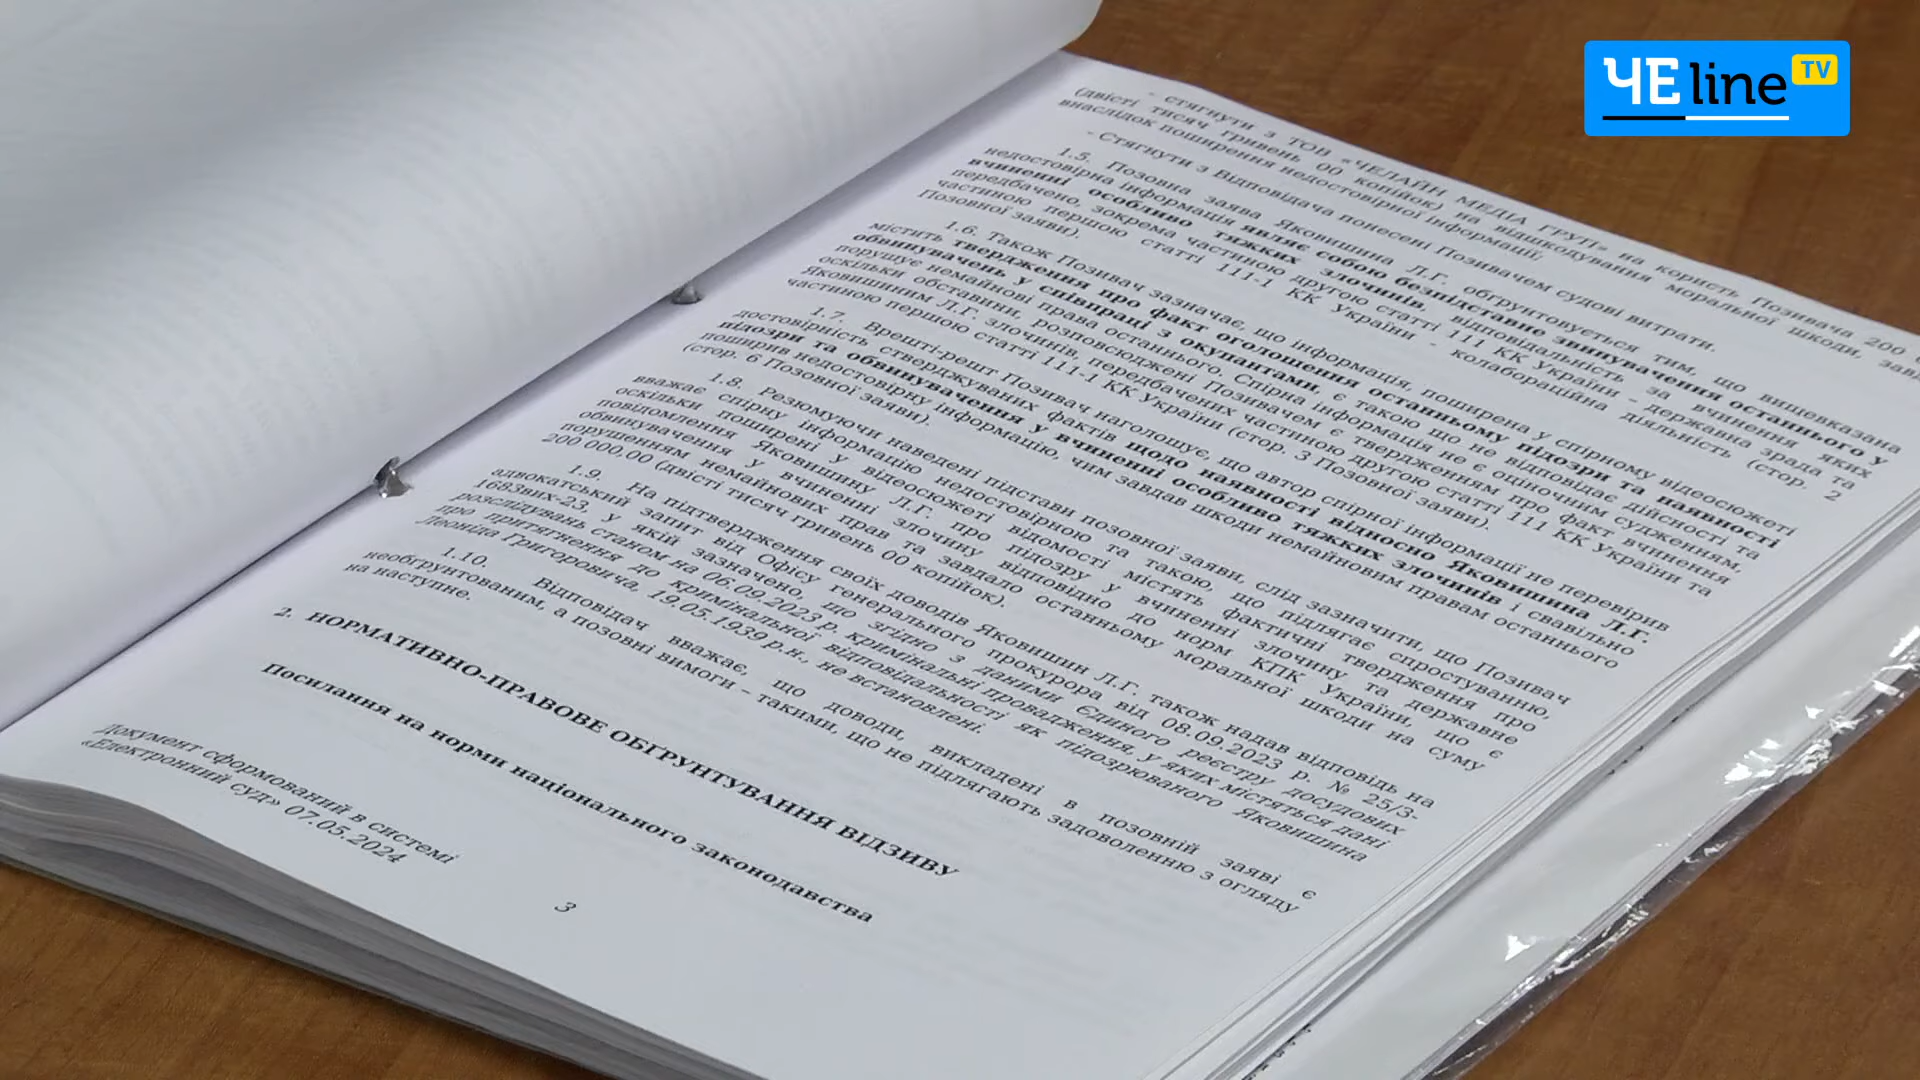 ЧЕline TV
- стягнути з ТОВ «ЧЕЛАЙН МЕДІА ГРУП» на користь Позивача 200
(двісті тисяч гривень 00 копійок) на відшкодування моральної шкоди,
внаслідок поширення недостовірної інформації;
- Стягнути з Відповідача понесені Позивачем судові витрати.
1.5. Позовна заява Яковишина Л.Г. обґрунтовується тим, що вищевказана
недостовірна інформація являє собою безпідставне звинувачення останнього у
вчиненні особливо тяжких злочинів, відповідальність за вчинення яких
передбачено, зокрема частиною другою статті 111 КК України – державна зрада та
частиною першою статті 111-1 КК України - колабораційна діяльність (стор. 2
Позовної заяви).
1.6. Також Позивач зазначає, що інформація, поширена у спірному відеосюжеті
містить твердження про факт оголошення останньому підозри та наявності
обвинувачень у співпраці з окупантами, є такою що не відповідає дійсності та
порушує немайнові права останнього. Спірна інформація не є оціночним судженням,
оскільки обставини, розповсюджені Позивачем є твердженням про факт вчинення
Яковишиним Л.Г. злочинів, передбачених частиною другою статті 111 КК України та
частиною першою статті 111-1 КК України (стор. 3 Позовної заяви).
1.7. Врешті-решт Позивач наголошує, що автор спірної інформації не перевірив
достовірність стверджуваних фактів щодо наявності відносно Яковишина Л.Г.
підозри та обвинувачення у вчиненні особливо тяжких злочинів і свавільно
поширив недостовірну інформацію, чим завдав шкоди немайновим правам останнього
(стор. 6 Позовної заяви).
1.8. Резюмуючи наведені підстави позовної заяви, слід зазначити, що Позивач
вважає спірну інформацію недостовірною та такою, що підлягає спростуванню,
оскільки поширені у відеосюжеті відомості містять фактичні твердження про
повідомлення Яковишину Л.Г. про підозру у вчиненні злочину та державне
обвинувачення у вчиненні злочину відповідно до норм КПК України, що є
порушенням немайнових прав та завдало останньому моральної шкоди на суму
200 000,00 (двісті тисяч гривень 00 копійок).
1.9. На підтвердження своїх доводів Яковишин Л.Г. також надав відповідь на
адвокатський запит від Офісу генерального прокурора від 08.09.2023 р. № 25/3-
1683вих-23, у якій зазначено, що згідно з даними Єдиного реєстру досудових
розслідувань станом на 06.09.2023 р. кримінальні провадження, у яких містяться дані
про притягнення до кримінальної відповідальності як підозрюваного Яковишина
Леоніда Григоровича, 19.05.1939 р.н., не встановлені.
1.10. Відповідач вважає, що доводи, викладені в позовній заяві є
необґрунтованим, а позовні вимоги – такими, що не підлягають задоволенню з огляду
на наступне.
2. НОРМАТИВНО-ПРАВОВЕ ОБҐРУНТУВАННЯ ВІДЗИВУ
Посилання на норми національного законодавства
Документ сформований в системі
«Електронний суд» 07.05.2024
3